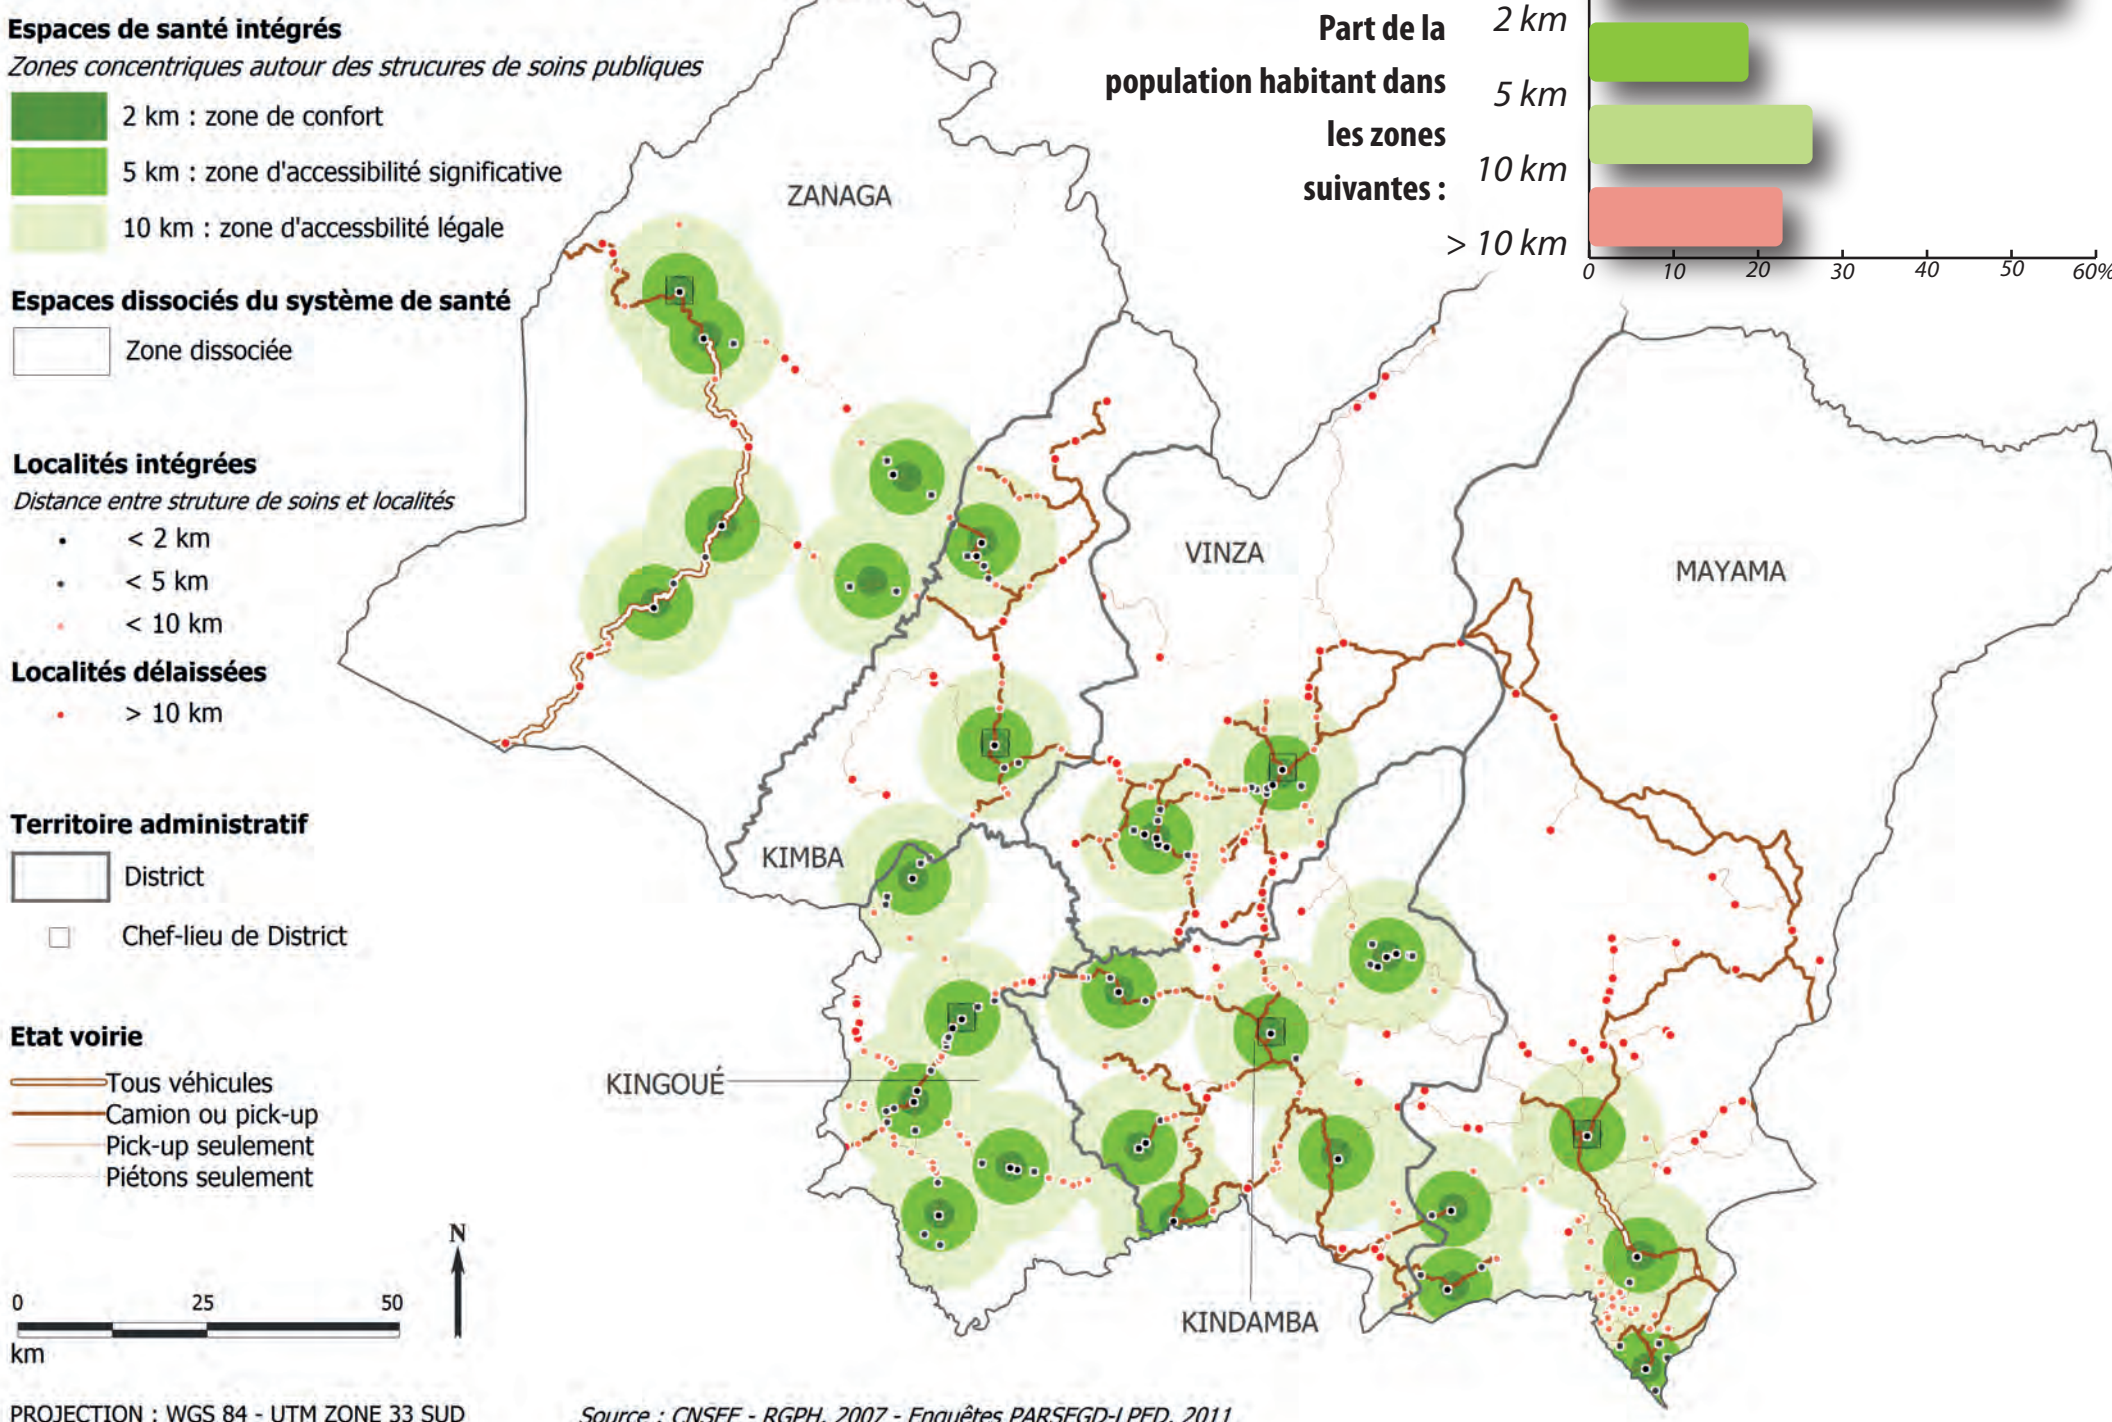 Espaces de santé intégrés
Zones concentriques autour des strucures de soins publiques
2 km : zone de confort
5 km : zone d'accessibilité significative
10 km : zone d'accessbilité légale
Espaces dissociés du système de santé
Zone dissociée
Localités intégrées
Distance entre struture de soins et localités
< 2 km
< 5 km
< 10 km
Localités délaissées
> 10 km
Territoire administratif
District
Chef-lieu de District
Etat voirie
Tous véhicules
Camion ou pick-up
Pick-up seulement
Piétons seulement
N
0 25 50
km
PROJECTION : WGS 84 - UTM ZONE 33 SUD
Source : CNSEE - RGPH, 2007 - Enquêtes PARSEGD-LPED, 2011
Part de la
population habitant dans
les zones
suivantes :
2 km
5 km
10 km
> 10 km
0 10 20 30 40 50 60%
ZANAGA
VINZA
MAYAMA
KIMBA
KINGOUÉ
KINDAMBA